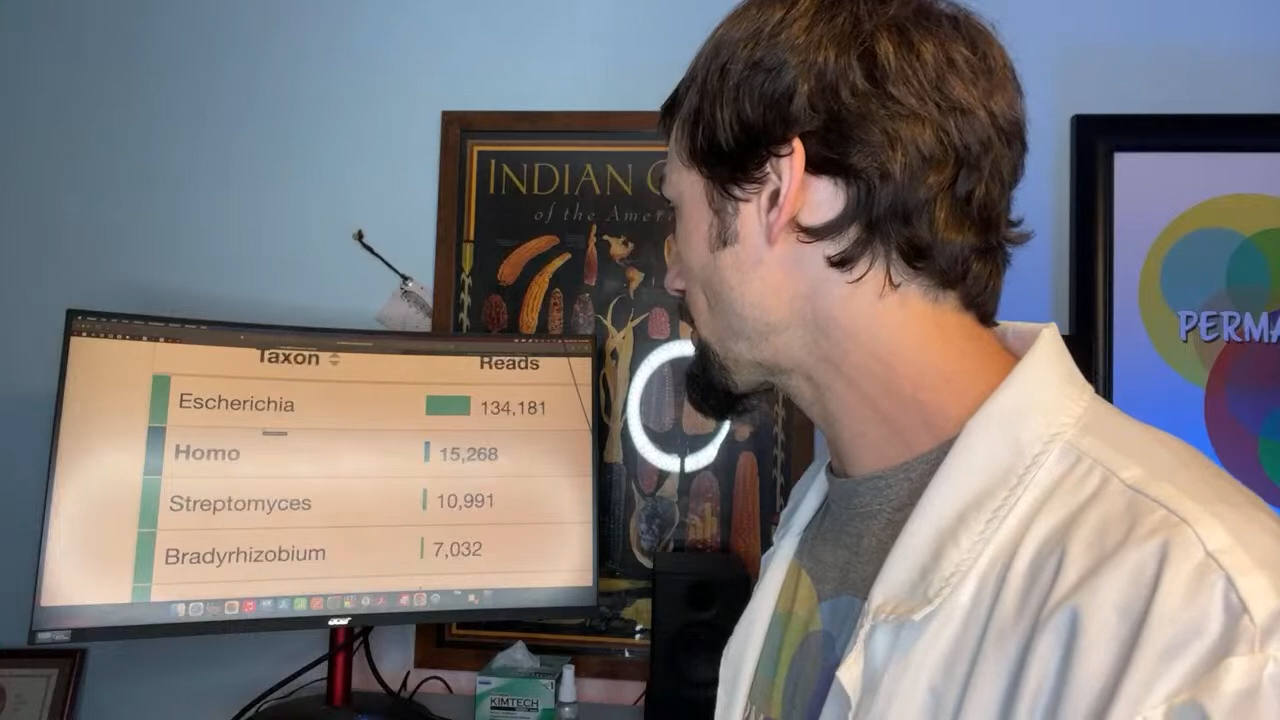 INDIAN
of the Amer
PERMA
Taxon
Reads
Escherichia
134,181
Homo
15,268
Streptomyces
10,991
Bradyrhizobium
7,032
acer
KIMTECH